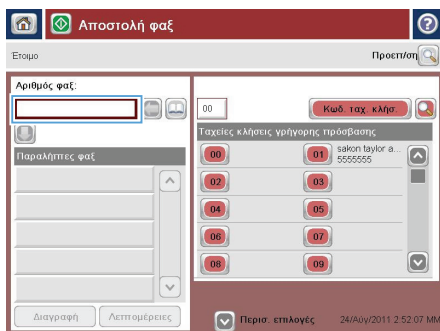 Αποστολή φαξ
Έτοιμο
Προεπ/ση
Αριθμός φαξ:
00
Κωδ. ταχ. κλήσ.
Ταχείες κλήσεις γρήγορης πρόσβασης
Παραλήπτες φαξ
00
01 sakon taylor a...
5555555
02 03
04 05
06 07
08 09
Διαγραφή Λεπτομέρειες
Περισ. επιλογές
24/Αύγ/2011 2:52:07 ΜΜ